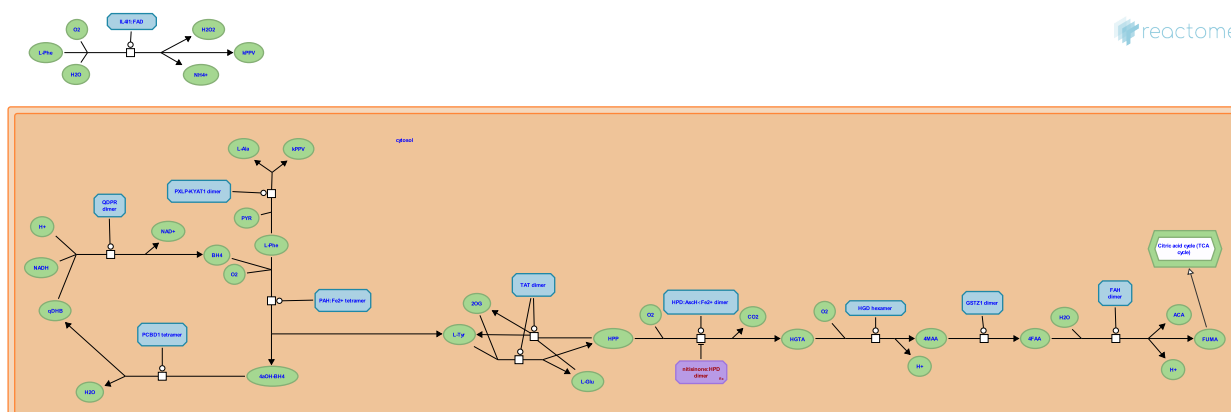 O2
IL4I1:FAD
H2O2
L-Phe
kPPV
H2O
NH4+
reactome
cytosol
L-Ala
kPPV
PXLP-KYAT1 dimer
QDPR
dimer
PYR
H+
NAD+
L-Phe
BH4
NADH
O2
Citric acid cycle (TCA
cycle)
TAT dimer
FAH
dimer
qDHB
PAH:Fe2+ tetramer
2OG
HPD:AscH-:Fe2+ dimer
HGD hexamer
GSTZ1 dimer
O2
CO2
O2
H2O
ACA
PCBD1 tetramer
L-Tyr
HPP
HGTA
4MAA
4FAA
FUMA
4aOH-BH4
L-Glu
nitisinone:HPD
dimer
H+
H+
H2O